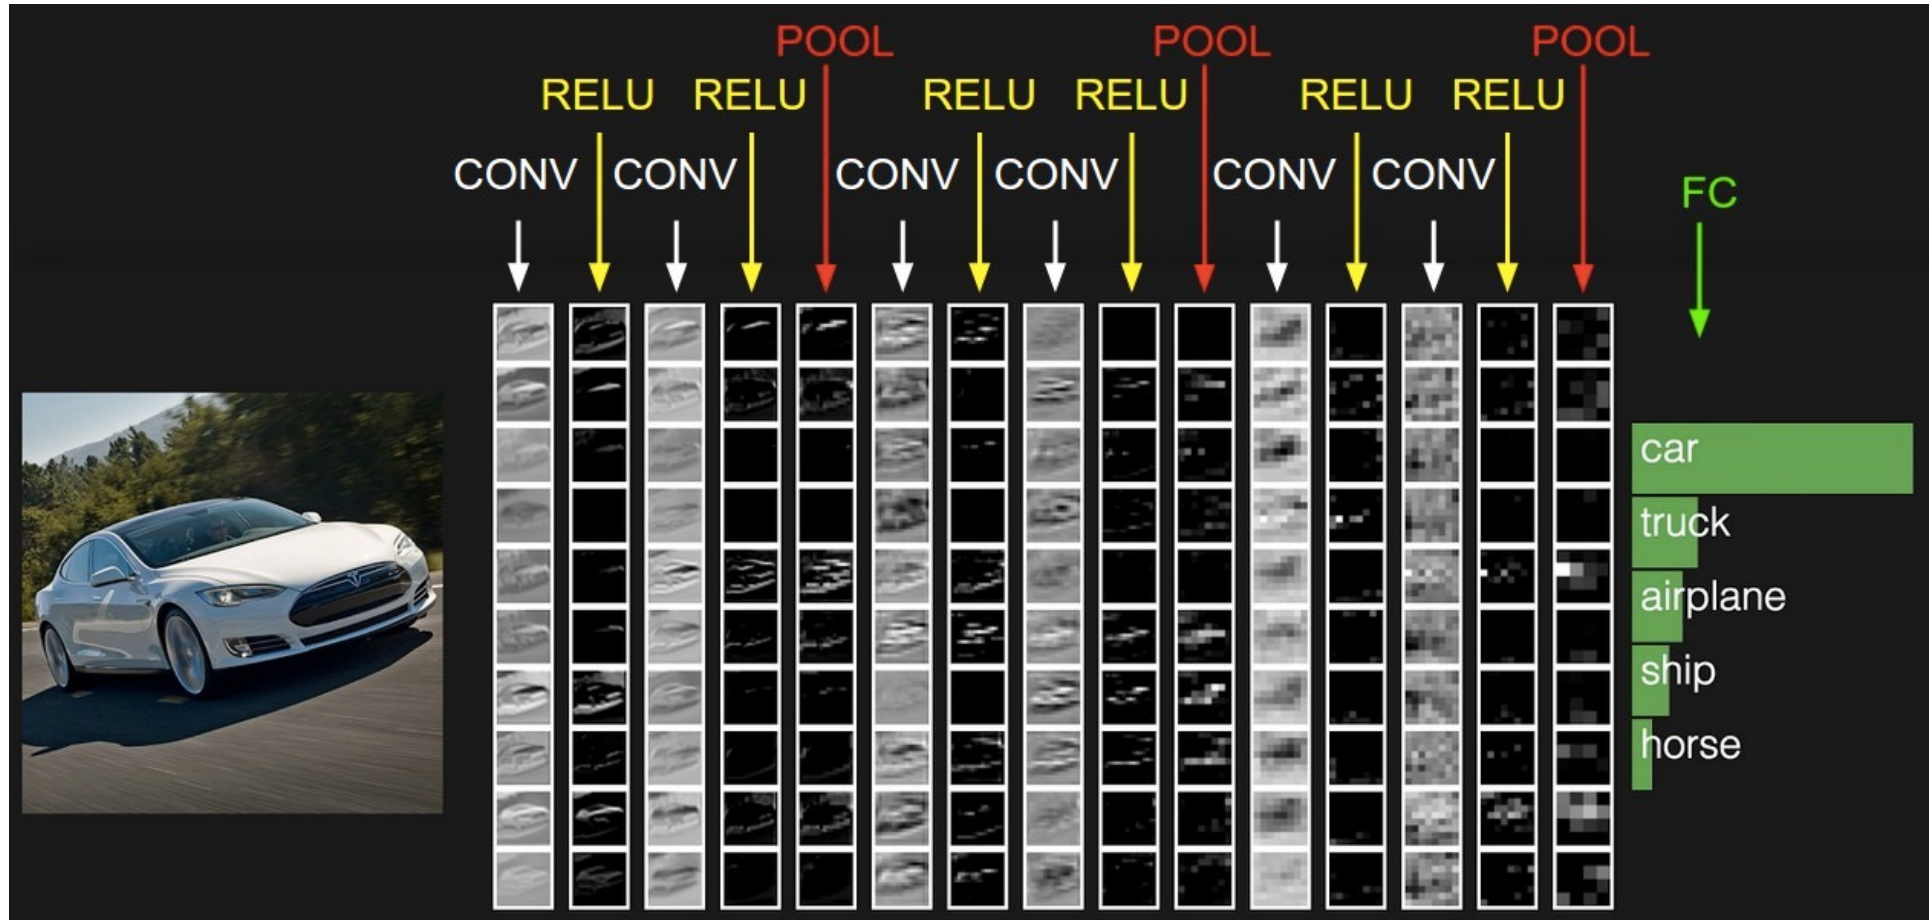 POOL POOL POOL
RELU RELU RELU RELU RELU RELU
CONV CONV CONV CONV CONV CONV
FC
car
truck
airplane
ship
horse